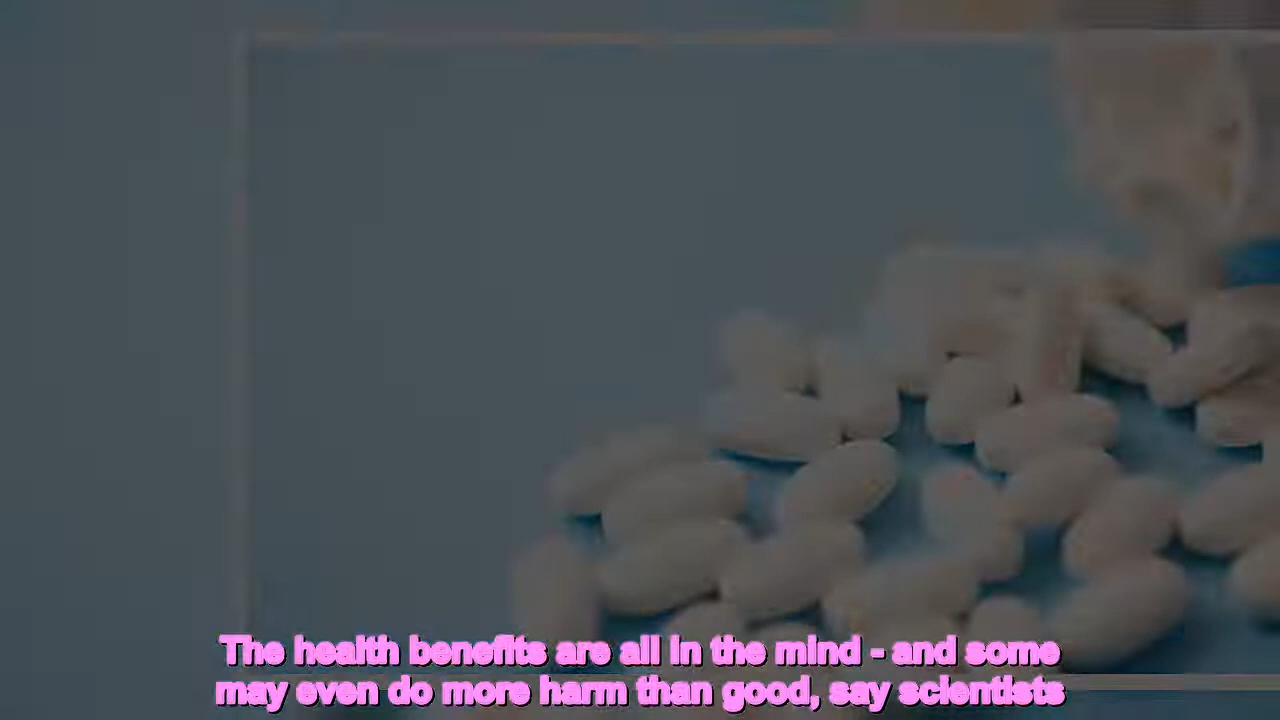 The health benefits are all in the mind - and some
may even do more harm than good, say scientists